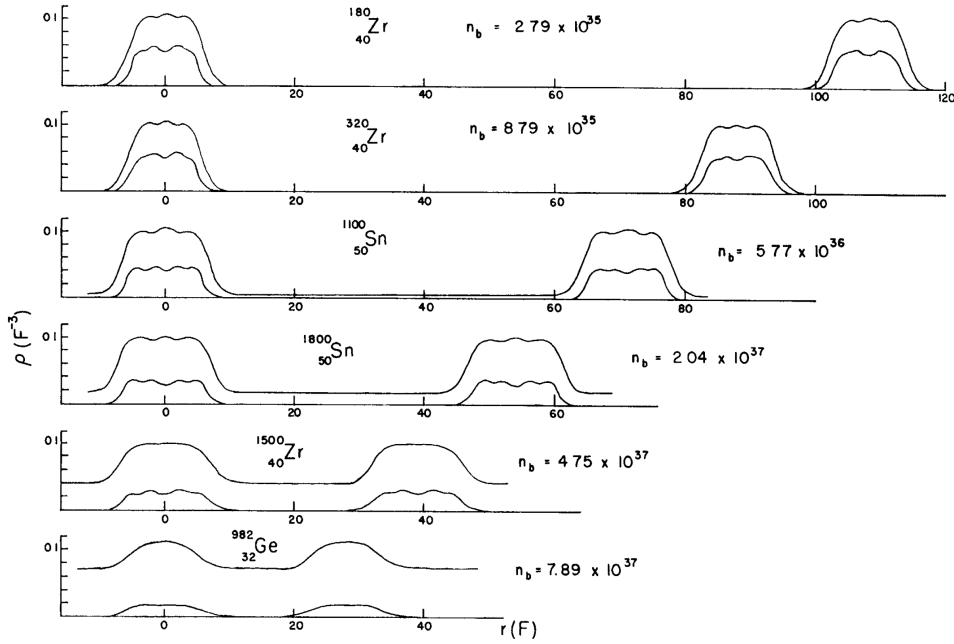 0.1
180
40Zr
n_b = 2.79 x 10^35
0 20 40 60 80 100 120
0.1
320
40Zr
n_b = 8.79 x 10^35
0 20 40 60 80 100
0.1
1100
50Sn
n_b = 5.77 x 10^36
0 20 40 60 80
ρ (F^-3)
0.1
1800
50Sn
n_b = 2.04 x 10^37
0 20 40 60
0.1
1500
40Zr
n_b = 4.75 x 10^37
0 20 40
0.1
982
32Ge
n_b = 7.89 x 10^37
0 20 40
r (F)